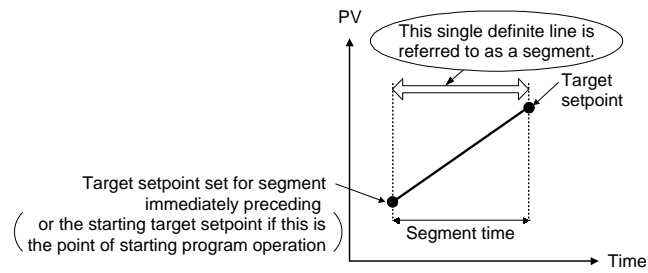 PV
This single definite line is
referred to as a segment.
Target
setpoint
Target setpoint set for segment
immediately preceding
or the starting target setpoint if this is
the point of starting program operation
Segment time
Time